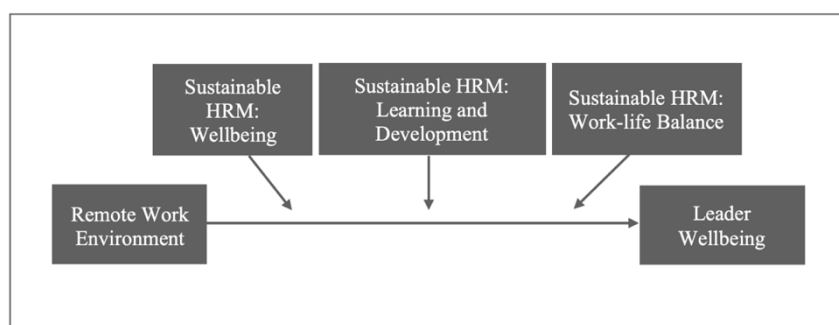 Sustainable
HRM:
Wellbeing
Sustainable HRM:
Learning and
Development
Sustainable HRM:
Work-life Balance
Remote Work
Environment
Leader
Wellbeing